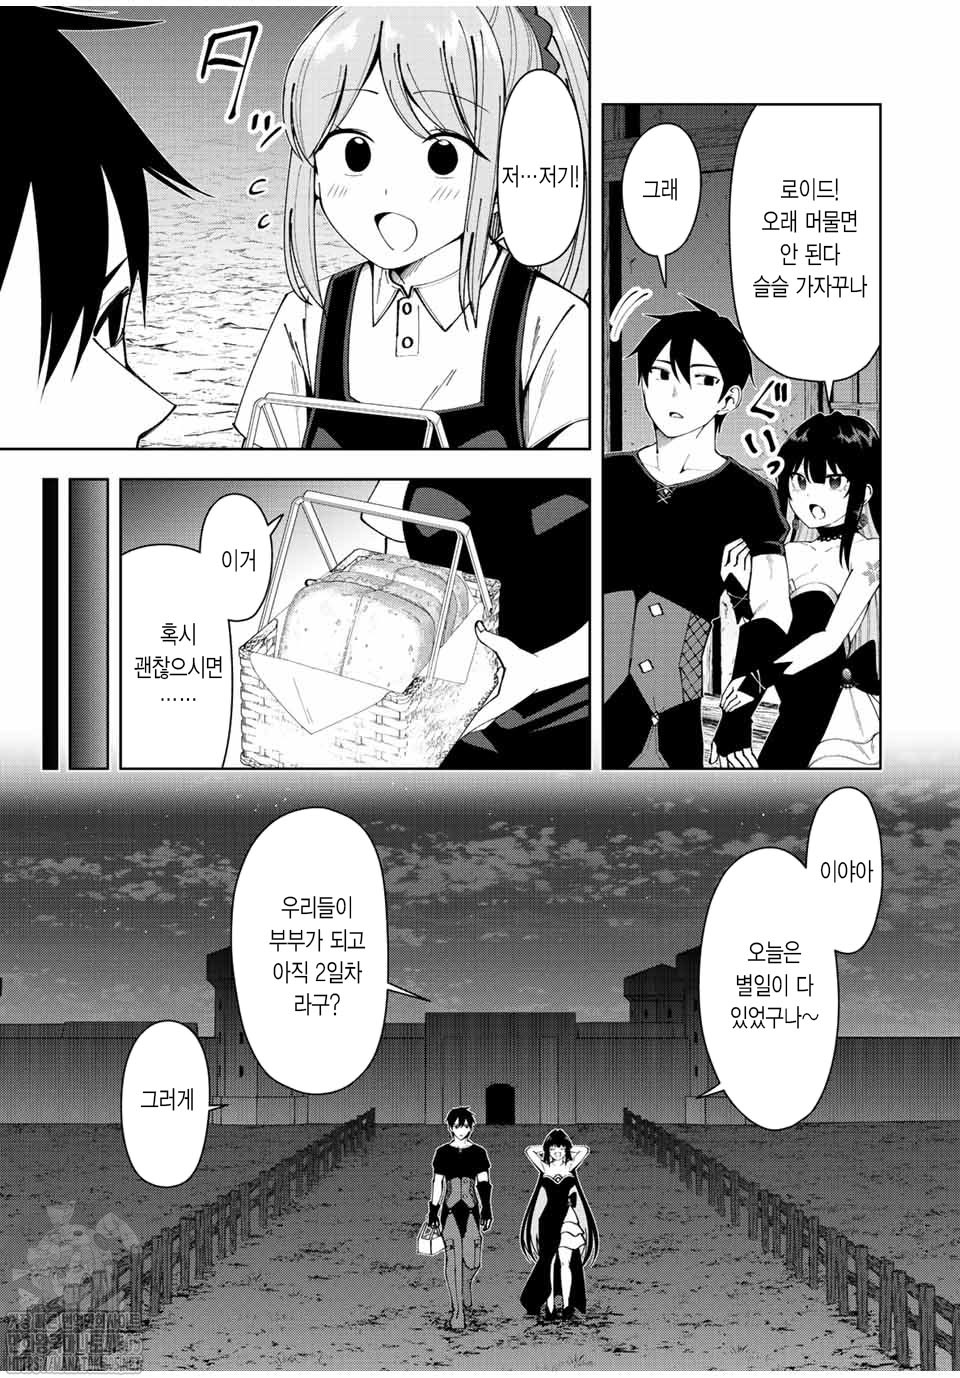 로이드!
오래 머물면
안 된다
슬슬 가자꾸나
그래
ぐいっ
저…저기!
タッ
이거
혹시
괜찮으시면
……
이야아
오늘은
별일이 다
있었구나~
우리들이
부부가 되고
아직 2일차
라구?
그러게